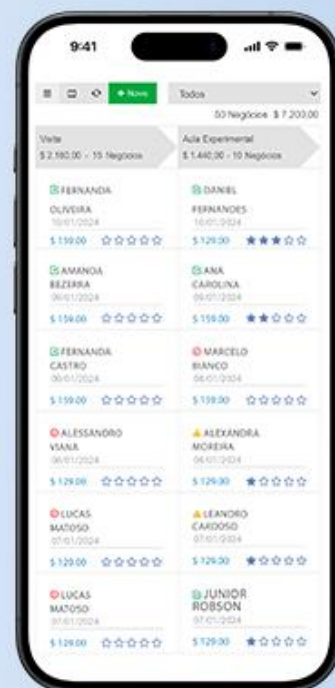 9:41
+ Novo Todos
50 Negócios $ 7.200,00
Visita
$ 2.160,00 - 15 Negócios
Aula Experimental
$ 1.440,00 - 10 Negócios
FERNANDA
OLIVEIRA
10/01/2024
$ 159.00
DANIEL
FERNANDES
10/01/2024
$ 129.00
AMANDA
BEZERRA
09/01/2024
$ 159.00
ANA
CAROLINA
09/01/2024
$ 159.00
FERNANDA
CASTRO
$ 159.00
MARCELO
BIANCO
08/01/2024
$ 159.00
ALESSANDRO
VIANA
08/01/2024
$ 129.00
ALEXANDRA
MOREIRA
08/01/2024
$ 129.00
LUCAS
MATOSO
07/01/2024
$ 129.00
LEANDRO
CARDOSO
07/01/2024
$ 129.00
LUCAS
MATOSO
07/01/2024
$ 129.00
JUNIOR
ROBSON
07/01/2024
$ 129.00